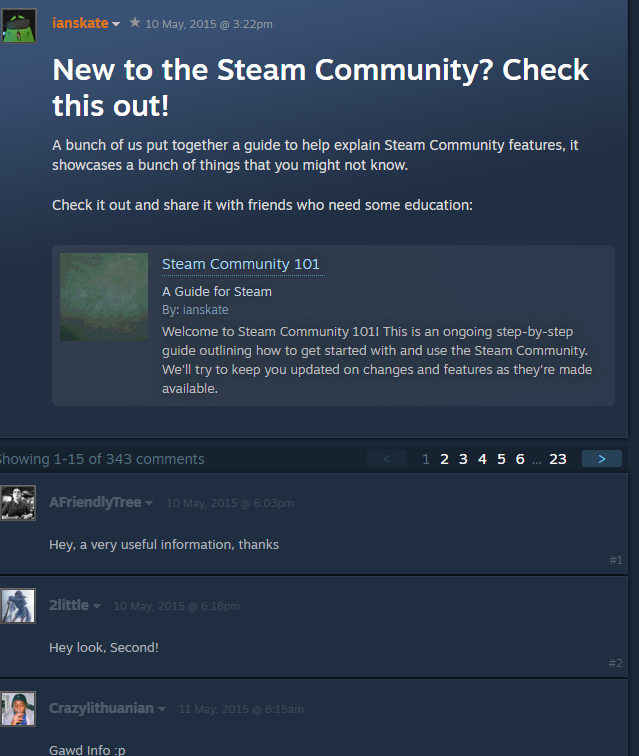 ianskate ★ 10 May, 2015 @ 3:22pm
New to the Steam Community? Check
this out!
A bunch of us put together a guide to help explain Steam Community features, it
showcases a bunch of things that you might not know.
Check it out and share it with friends who need some education:
Steam Community 101
A Guide for Steam
By: ianskate
Welcome to Steam Community 101! This is an ongoing step-by-step
guide outlining how to get started with and use the Steam Community.
We'll try to keep you updated on changes and features as they're made
available.
Showing 1-15 of 343 comments < 1 2 3 4 5 6 ... 23 >
AFriendlyTree 10 May, 2015 @ 6:03pm
Hey, a very useful information, thanks
#1
2little 10 May, 2015 @ 6:18pm
Hey look, Second!
#2
Crazylithuanian 11 May, 2015 @ 8:15am
Gawd Info :p